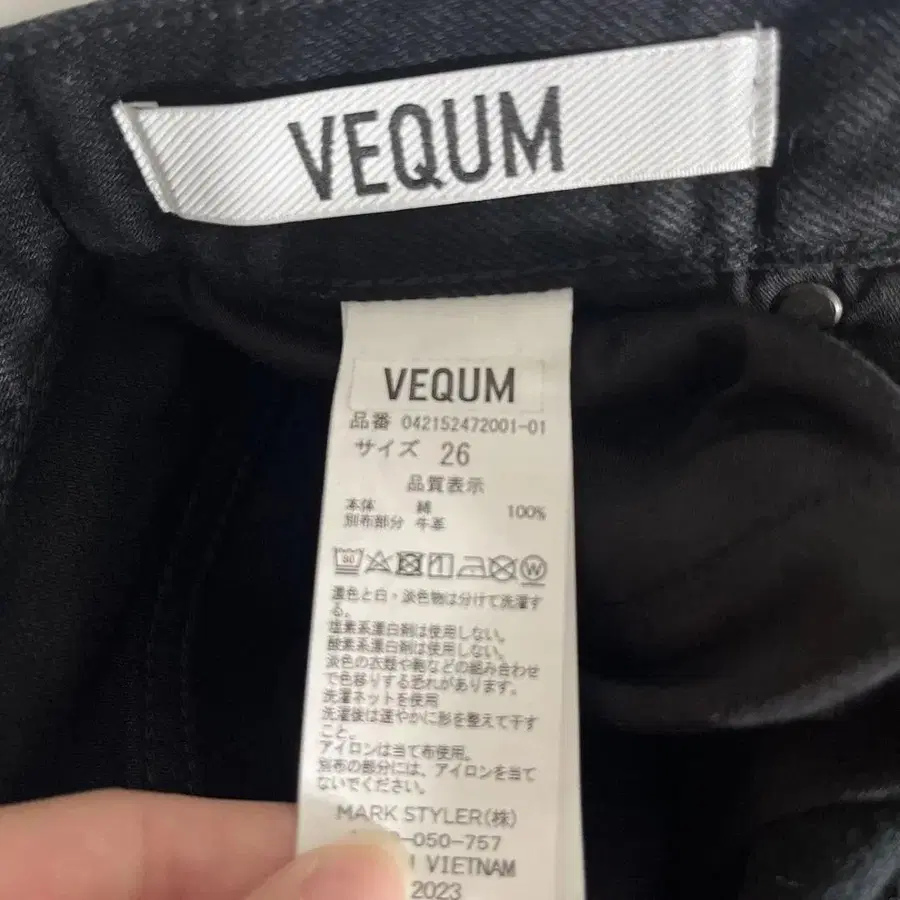 VEQUM
VEQUM
品番 042152472001-01
サイズ 26
品質表示
本体 綿 100%
別布部分 牛革
濃色と白・淡色物は分けて洗濯す
る。
塩素系漂白剤は使用しない。
酸素系漂白剤は使用しない。
淡色の衣類や鞄などの組み合わせ
で色移りする恐れがあります。
洗濯ネットを使用
洗濯後は速やかに形を整えて干す
こと。
アイロンは当て布使用。
別布の部分には、アイロンを当て
ないでください。
MARK STYLER(株)
-050-757
VIETNAM
2023